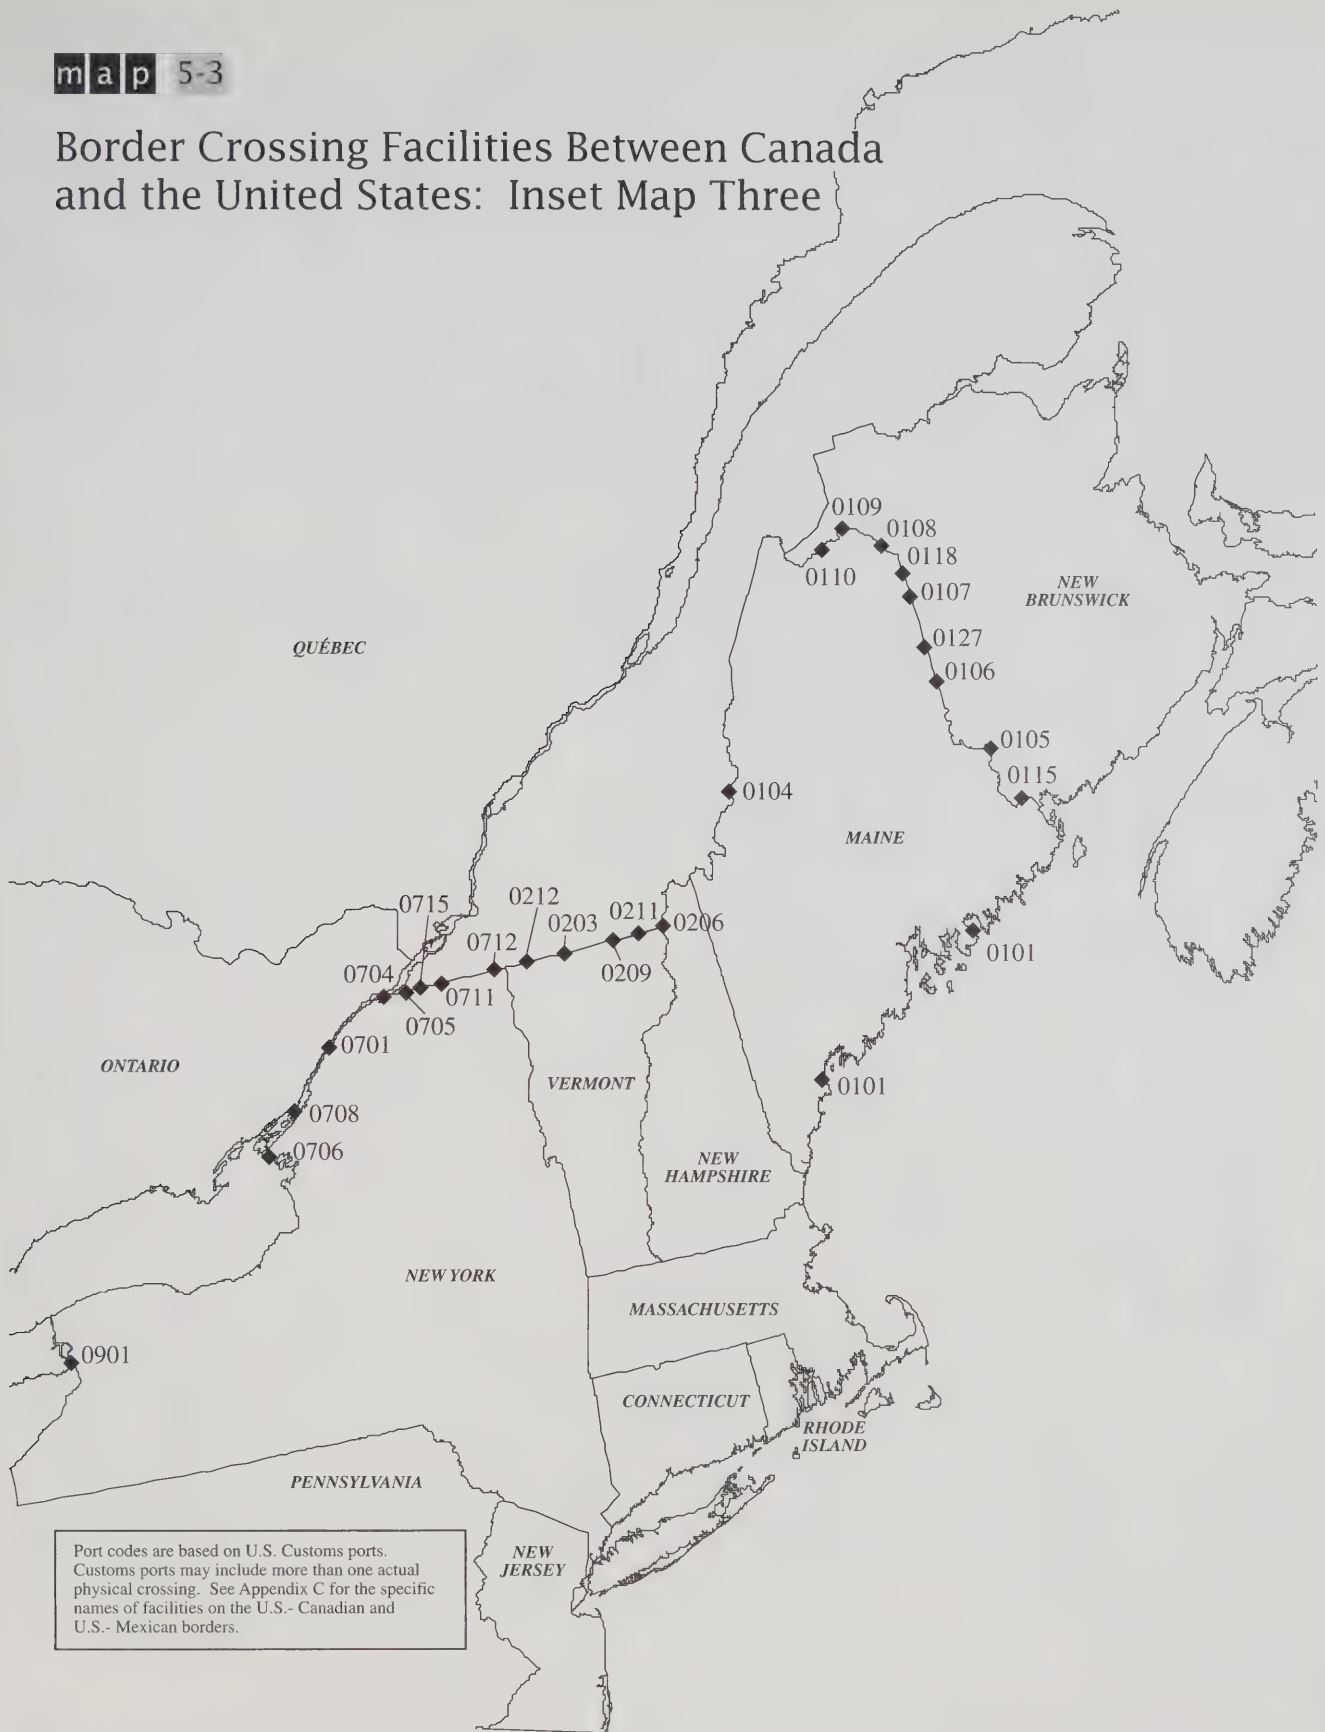 map 5-3
Border Crossing Facilities Between Canada
and the United States: Inset Map Three
0109
0108
0118
0110
0107
NEW
BRUNSWICK
0127
QUÉBEC
0106
0105
0115
0104
MAINE
0715
0212
0211
0206
0203
0712
0101
0209
0704
0711
0705
0701
ONTARIO
VERMONT
0101
0708
0706
NEW
HAMPSHIRE
NEW YORK
MASSACHUSETTS
0901
CONNECTICUT
RHODE
ISLAND
PENNSYLVANIA
NEW
JERSEY
Port codes are based on U.S. Customs ports.
Customs ports may include more than one actual
physical crossing. See Appendix C for the specific
names of facilities on the U.S.- Canadian and
U.S.- Mexican borders.